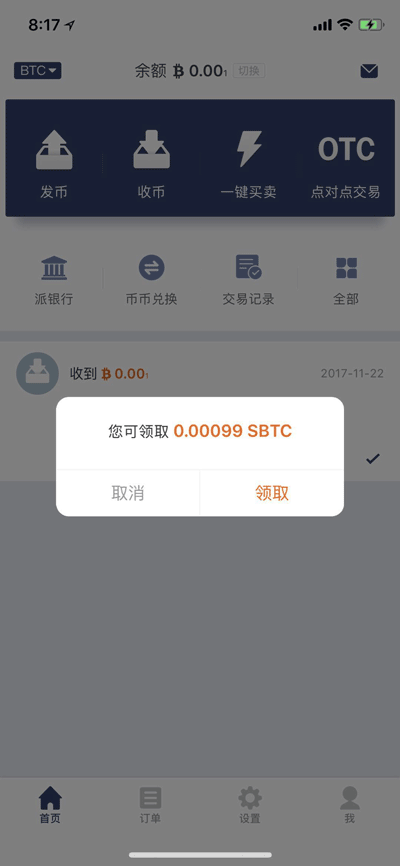 8:17
BTC
余额 ₿ 0.001 切换
发币 收币 一键买卖 OTC 点对点交易
派银行 币币兑换 交易记录 全部
收到 ₿ 0.001 2017-11-22
您可领取 0.00099 SBTC
取消 领取
首页 订单 设置 我